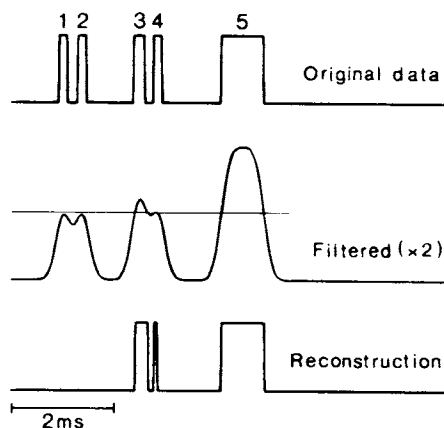 1 2 3 4 5
Original data
Filtered (×2)
Reconstruction
2ms